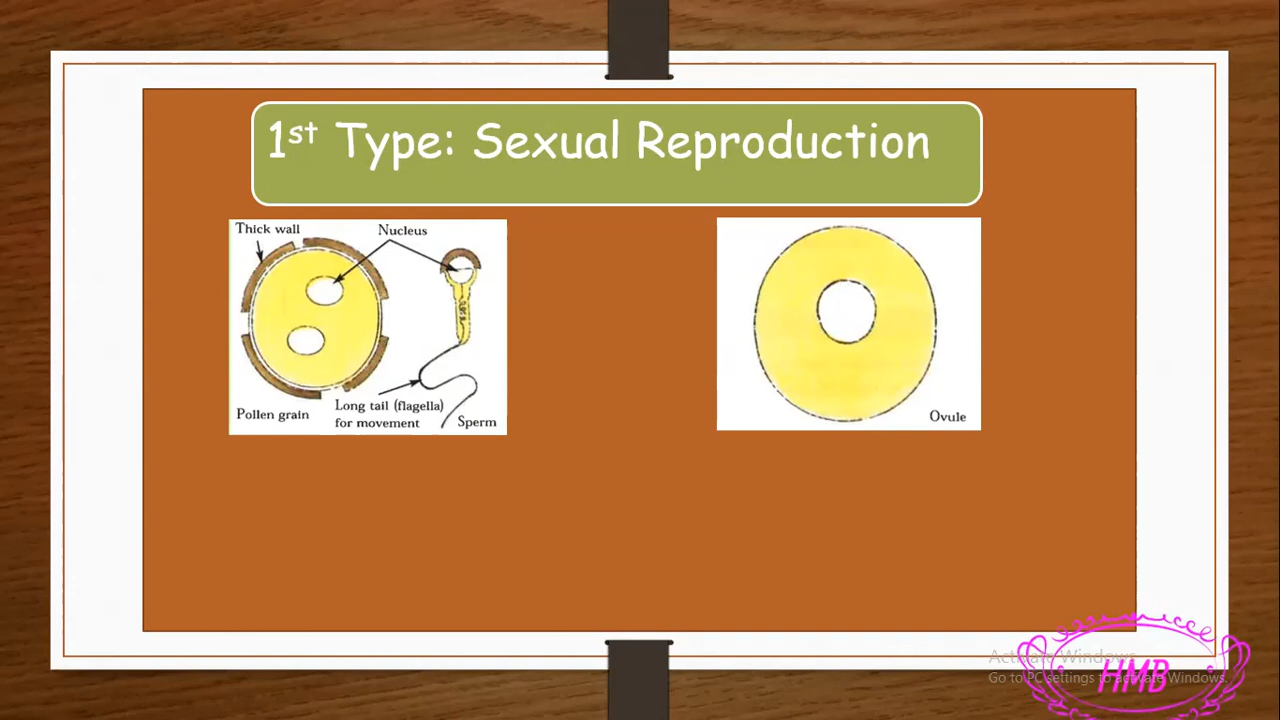 1st Type: Sexual Reproduction
Thick wall
Nucleus
Long tail (flagella)
for movement
Pollen grain
Sperm
Ovule
Activate Windows
Go to PC settings to activate Windows.
HMB